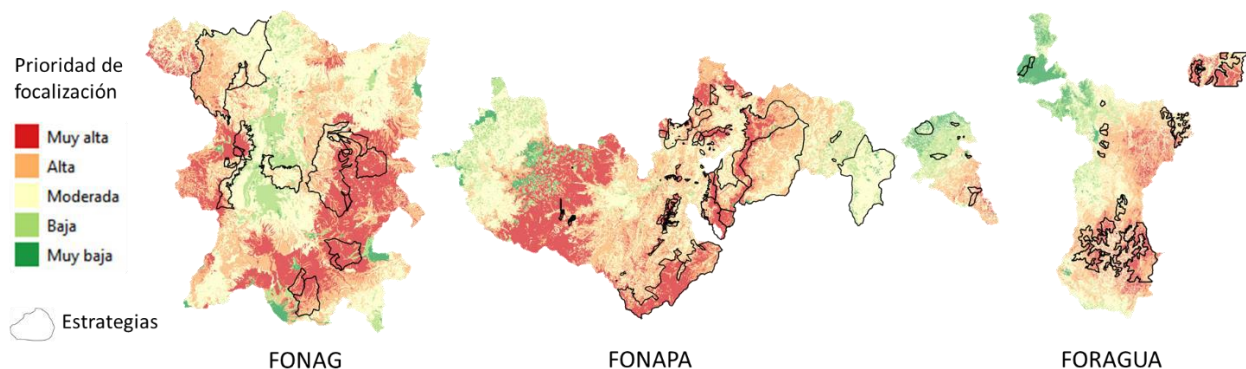 Prioridad de
focalización
Muy alta
Alta
Moderada
Baja
Muy baja
Estrategias
FONAG
FONAPA
FORAGUA